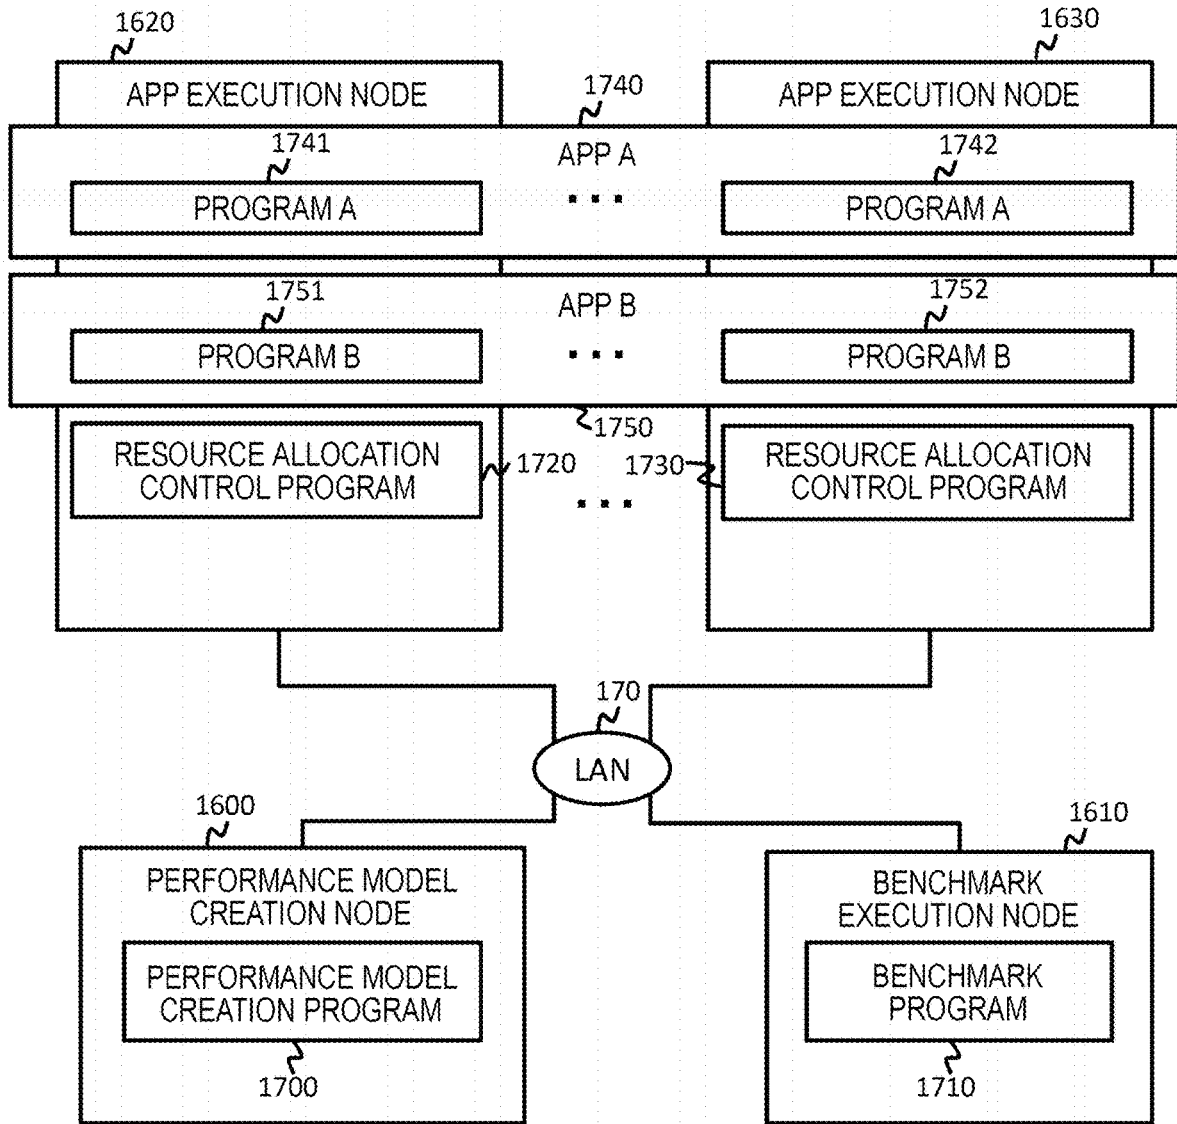 1620
1630
APP EXECUTION NODE
1740
APP EXECUTION NODE
1741
APP A
1742
PROGRAM A
...
PROGRAM A
1751
APP B
1752
PROGRAM B
...
PROGRAM B
1750
RESOURCE ALLOCATION
CONTROL PROGRAM
1720
...
1730
RESOURCE ALLOCATION
CONTROL PROGRAM
170
LAN
1600
1610
PERFORMANCE MODEL
CREATION NODE
PERFORMANCE MODEL
CREATION PROGRAM
1700
BENCHMARK
EXECUTION NODE
BENCHMARK
PROGRAM
1710